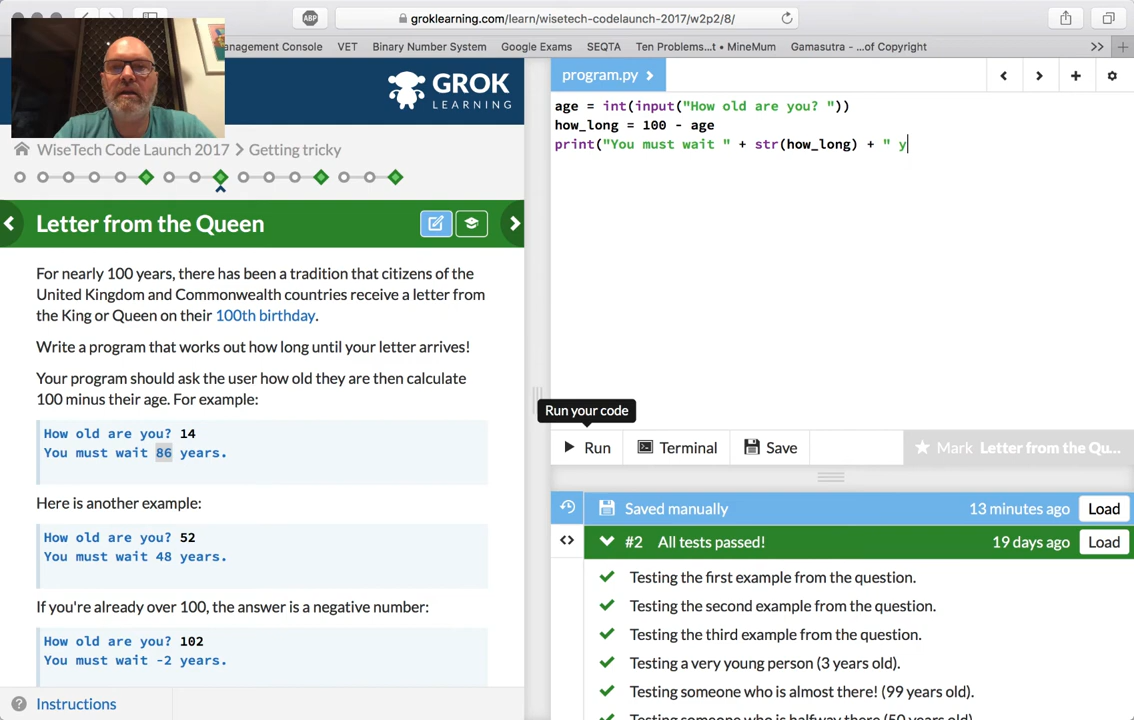 ABP
groklearning.com/learn/wisetech-codelaunch-2017/w2p2/8/
anagement Console VET Binary Number System Google Exams SEQTA Ten Problems...t • MineMum Gamasutra - ...of Copyright >> +
GROK
LEARNING
WiseTech Code Launch 2017 > Getting tricky
Letter from the Queen
For nearly 100 years, there has been a tradition that citizens of the
United Kingdom and Commonwealth countries receive a letter from
the King or Queen on their 100th birthday.
Write a program that works out how long until your letter arrives!
Your program should ask the user how old they are then calculate
100 minus their age. For example:
How old are you? 14
You must wait 86 years.
Here is another example:
How old are you? 52
You must wait 48 years.
If you're already over 100, the answer is a negative number:
How old are you? 102
You must wait -2 years.
? Instructions
program.py
age = int(input("How old are you? "))
how_long = 100 - age
print("You must wait " + str(how_long) + " y
Run your code
Run Terminal Save Mark Letter from the Qu...
Saved manually 13 minutes ago Load
#2 All tests passed! 19 days ago Load
Testing the first example from the question.
Testing the second example from the question.
Testing the third example from the question.
Testing a very young person (3 years old).
Testing someone who is almost there! (99 years old).
Testing someone who is halfway there (50 years old).